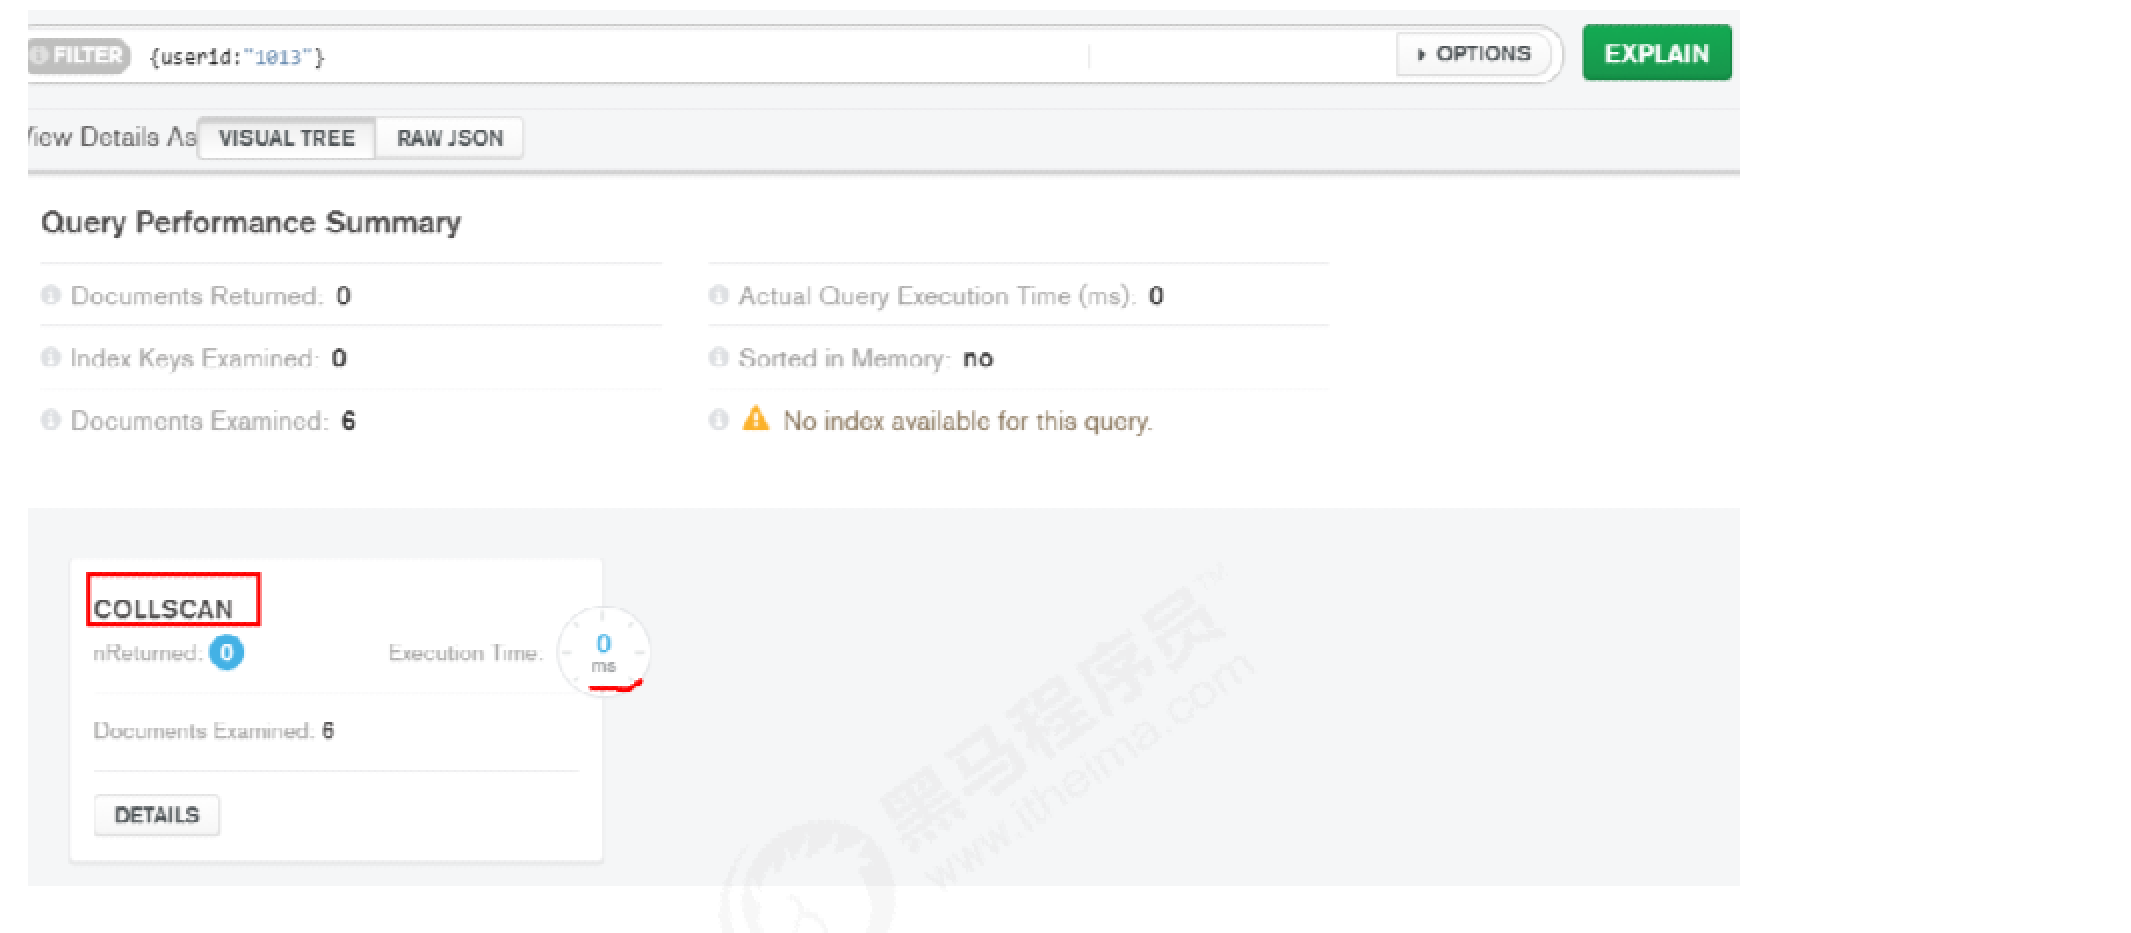 FILTER {userid:"1013"} OPTIONS EXPLAIN
View Details As VISUAL TREE RAW JSON
Query Performance Summary
Documents Returned: 0 Actual Query Execution Time (ms): 0
Index Keys Examined: 0 Sorted in Memory: no
Documents Examined: 6 No index available for this query.
COLLSCAN
nReturned: 0 Execution Time: 0 ms
Documents Examined: 6
DETAILS
黑马程序员™
www.itheima.com